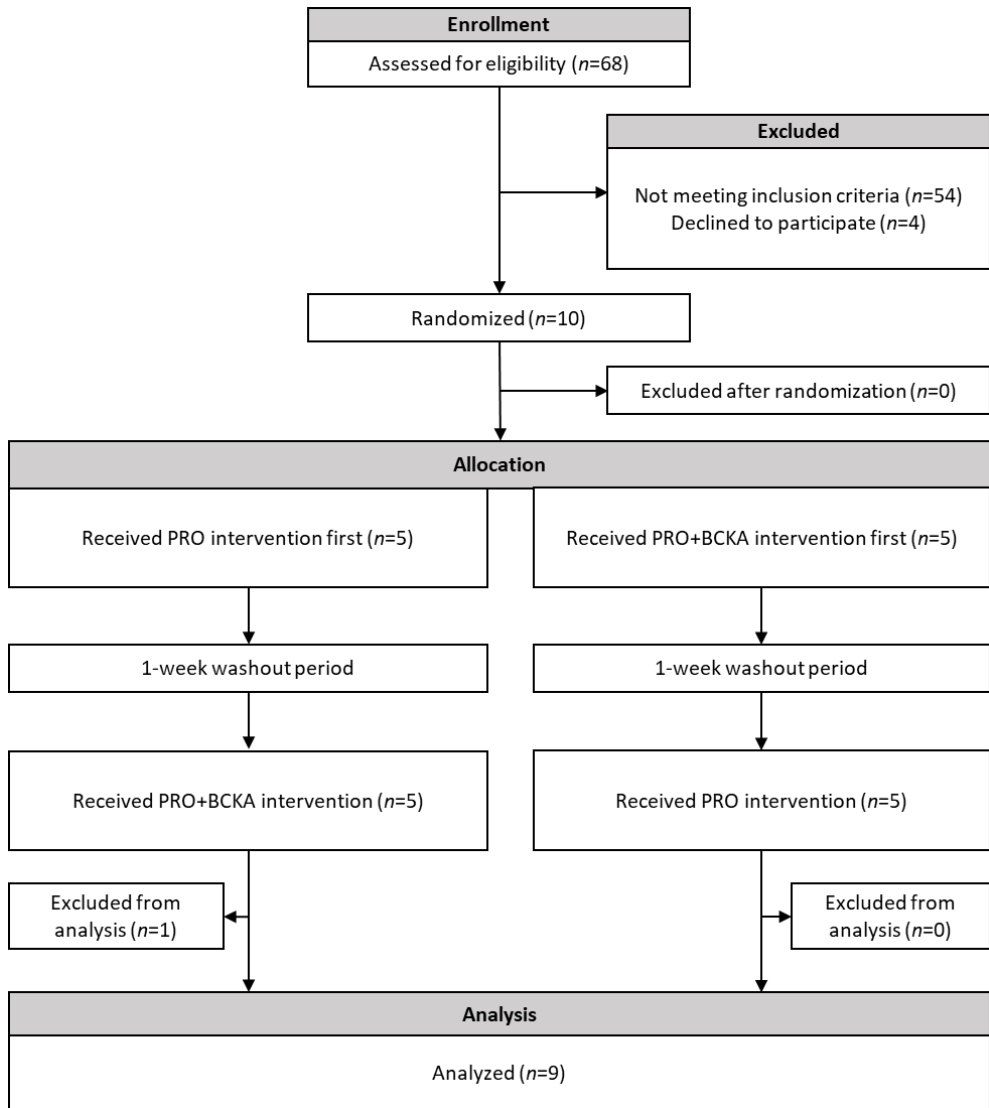 Enrollment
Assessed for eligibility (n=68)
Excluded
Not meeting inclusion criteria (n=54)
Declined to participate (n=4)
Randomized (n=10)
Excluded after randomization (n=0)
Allocation
Received PRO intervention first (n=5)
Received PRO+BCKA intervention first (n=5)
1-week washout period
1-week washout period
Received PRO+BCKA intervention (n=5)
Received PRO intervention (n=5)
Excluded from
analysis (n=1)
Excluded from
analysis (n=0)
Analysis
Analyzed (n=9)